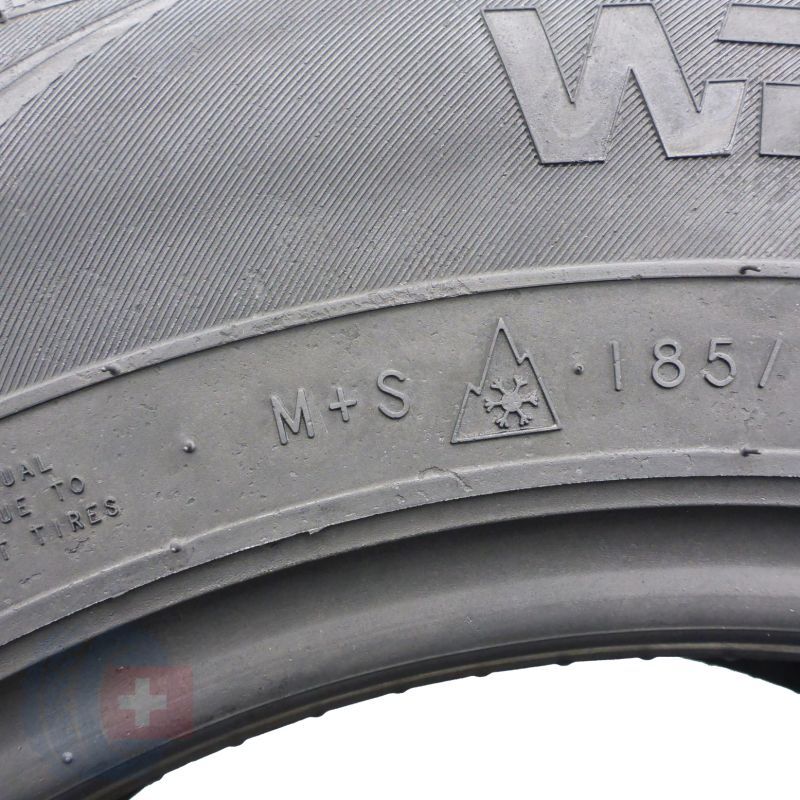 M+S 185/
UAL
UE TO
T TIRES